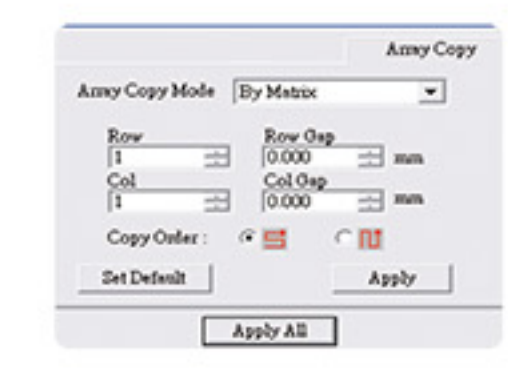 Array Copy
Array Copy Mode By Matrix
Row Row Gap
1 0.000 mm
Col Col Gap
1 0.000 mm
Copy Order :
Set Default Apply
Apply All